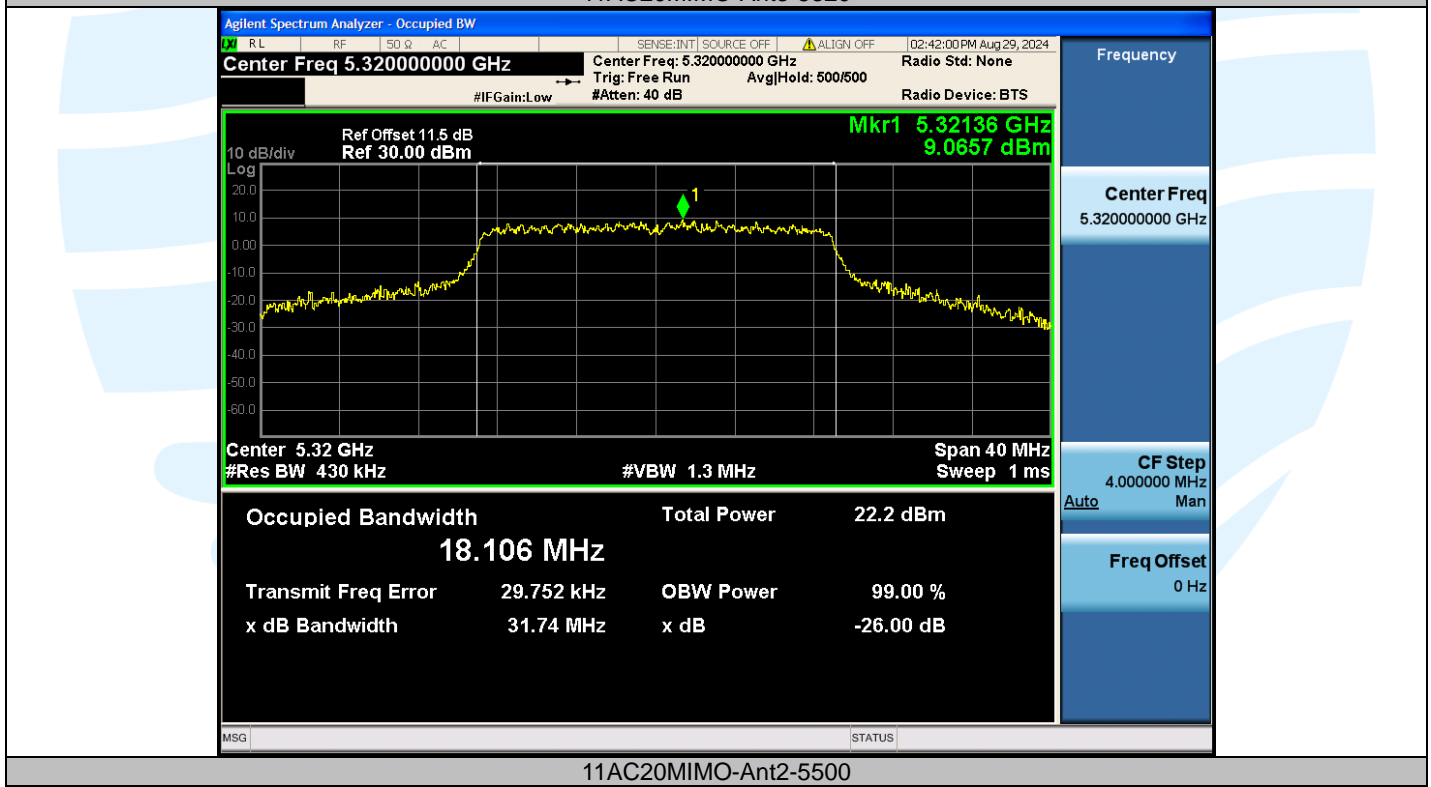 Agilent Spectrum Analyzer - Occupied BW
LXI RL RF 50 Ω AC SENSE:INT SOURCE OFF ALIGN OFF 02:42:00 PM Aug 29, 2024
Center Freq 5.320000000 GHz
Center Freq: 5.320000000 GHz
Radio Std: None
Trig: Free Run Avg|Hold: 500/500
#IFGain:Low
#Atten: 40 dB
Radio Device: BTS
Frequency
Mkr1 5.32136 GHz
9.0657 dBm
Ref Offset 11.5 dB
10 dB/div Ref 30.00 dBm
Log
20.0
10.0
0.00
-10.0
-20.0
-30.0
-40.0
-50.0
-60.0
1
Center 5.32 GHz Span 40 MHz
#Res BW 430 kHz #VBW 1.3 MHz Sweep 1 ms
Center Freq
5.320000000 GHz
CF Step
4.000000 MHz
Auto Man
Freq Offset
0 Hz
Occupied Bandwidth Total Power 22.2 dBm
18.106 MHz
Transmit Freq Error 29.752 kHz OBW Power 99.00 %
x dB Bandwidth 31.74 MHz x dB -26.00 dB
MSG STATUS
11AC20MIMO-Ant2-5500